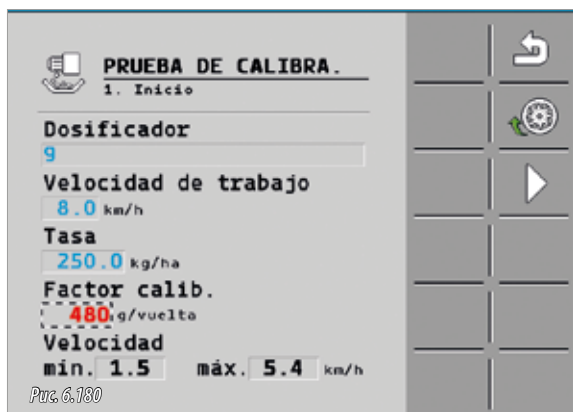 PRUEBA DE CALIBRA.
1. Inicio
Dosificador
9
Velocidad de trabajo
8.0 km/h
Tasa
250.0 kg/ha
Factor calib.
480 g/vuelta
Velocidad
mín. 1.5 máx. 5.4 km/h
Рис. 6.180